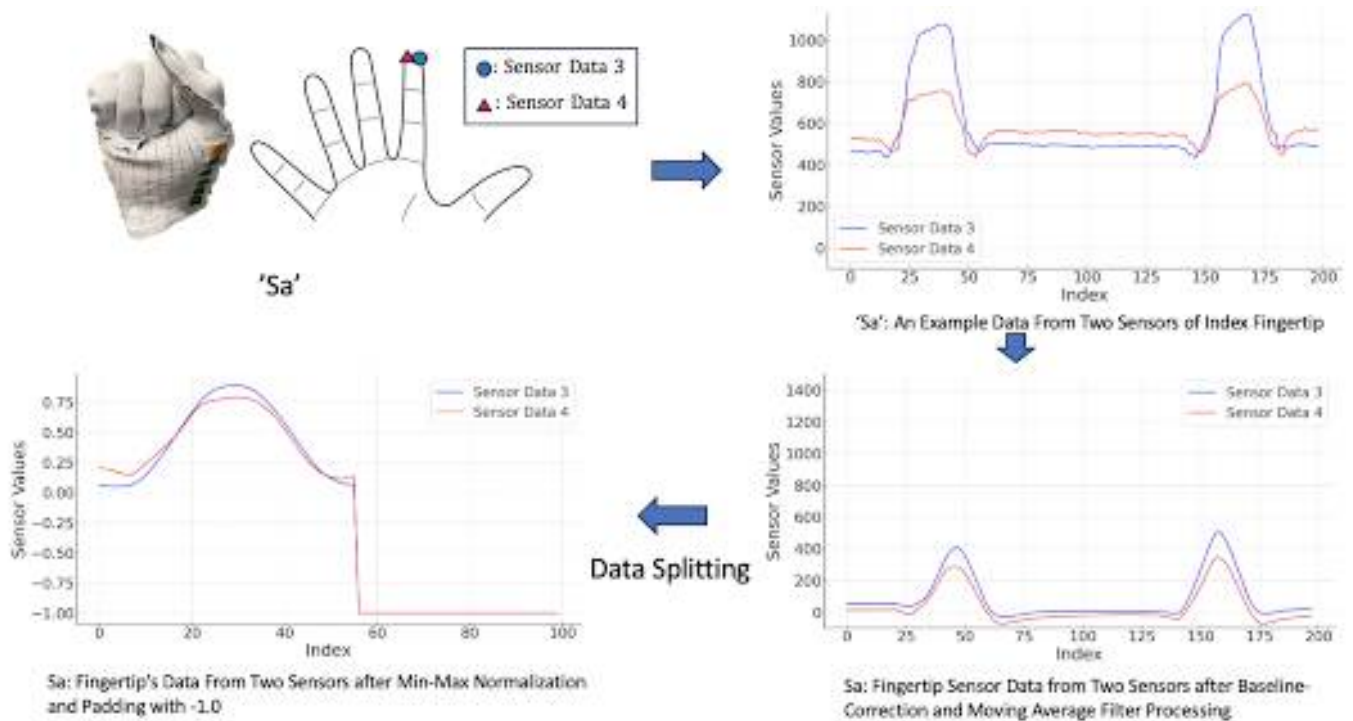 ●: Sensor Data 3
▲: Sensor Data 4
'Sa'
1000
800
600
400
200
0
Sensor Values
Sensor Data 3
Sensor Data 4
0 25 50 75 100 125 150 175 200
Index
'Sa': An Example Data From Two Sensors of Index Fingertip
0.75
0.50
0.25
0.00
−0.25
−0.50
−0.75
−1.00
Sensor Values
Sensor Data 3
Sensor Data 4
0 20 40 60 80 100
Index
Sa: Fingertip's Data From Two Sensors after Min-Max Normalization
and Padding with -1.0
Data Splitting
1400
1200
1000
800
600
400
200
0
Sensor Values
Sensor Data 3
Sensor Data 4
0 25 50 75 100 125 150 175 200
Index
Sa: Fingertip Sensor Data from Two Sensors after Baseline-
Correction and Moving Average Filter Processing